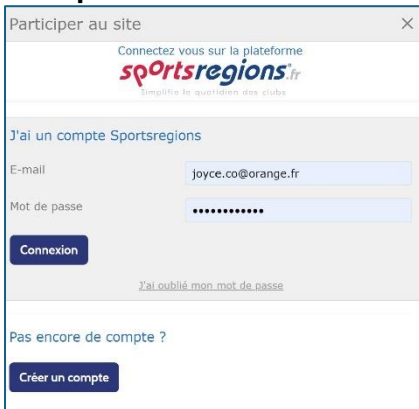 Participer au site
Connectez vous sur la plateforme
sportsregions.fr
Simplifie le quotidien des clubs
J'ai un compte Sportsregions
E-mail
joyce.co@orange.fr
Mot de passe
••••••••••••
Connexion
J'ai oublié mon mot de passe
Pas encore de compte ?
Créer un compte